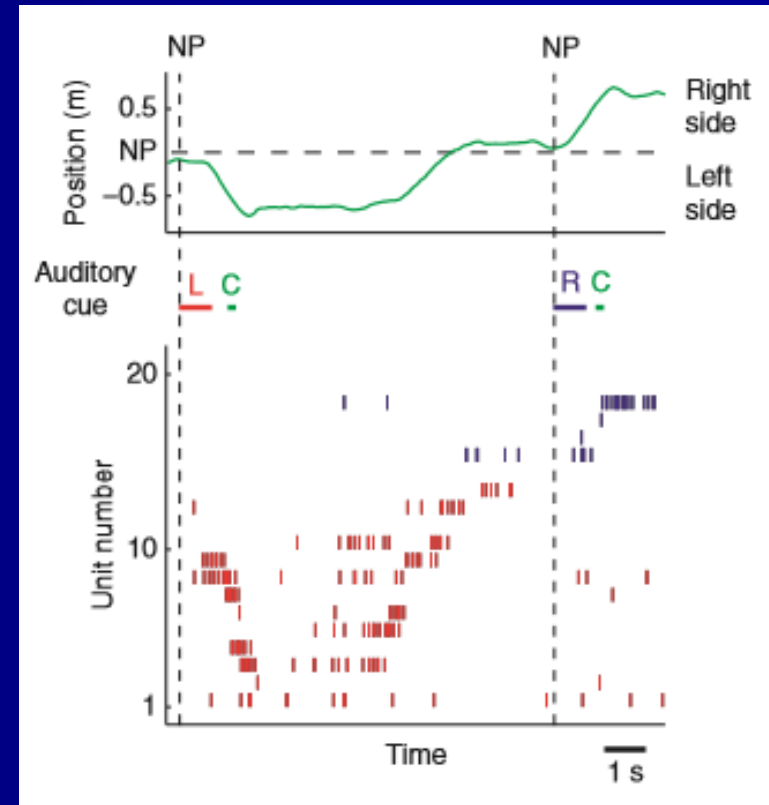 NP NP
Position (m)
0.5
NP
−0.5
Right
side
Left
side
Auditory
cue
L C
R C
Unit number
20
10
1
Time
1 s